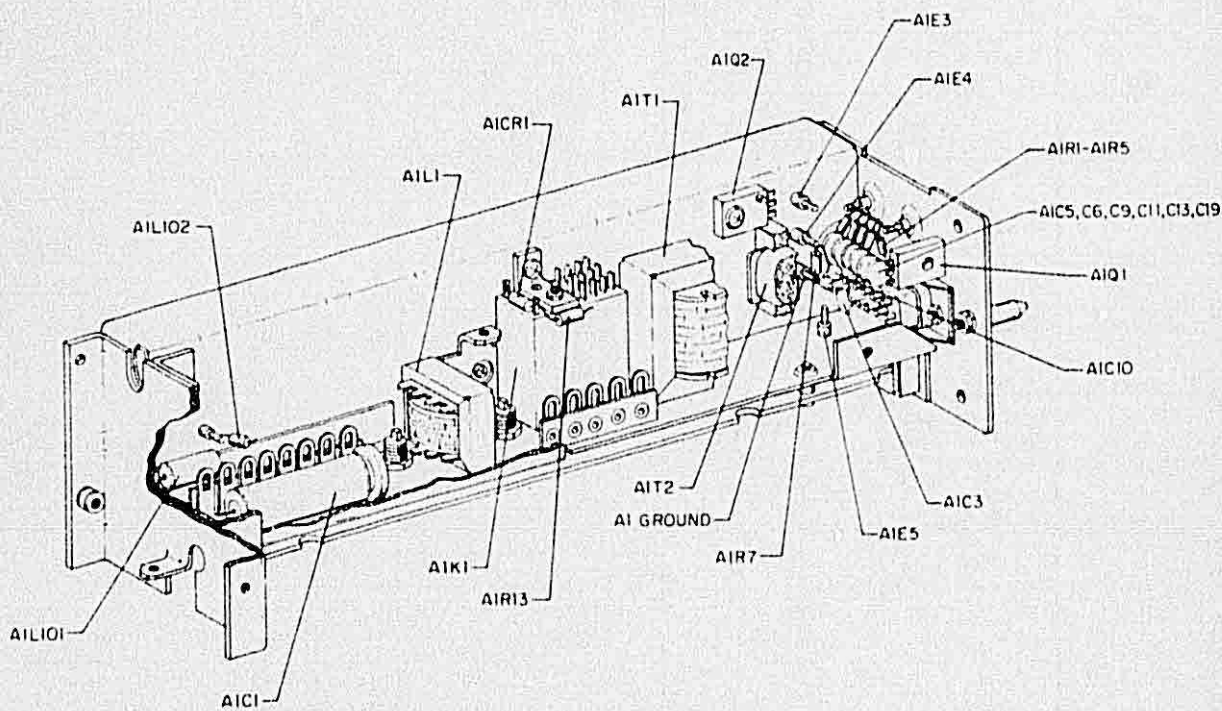 A1E3
A1Q2
A1E4
A1T1
A1CR1
A1R1-A1R5
A1L1
A1C5, C6, C9, C11, C13, C19
A1L102
A1Q1
A1C10
A1T2
A1C3
A1 GROUND
A1E5
A1K1
A1R7
A1R13
A1L101
A1C1